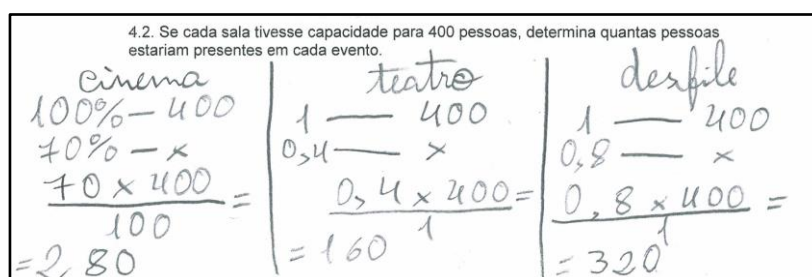 4.2. Se cada sala tivesse capacidade para 400 pessoas, determina quantas pessoas
estariam presentes em cada evento.
cinema
100% — 400
70% — x
70 x 400
100
=
= 2,80
teatro
1 — 400
0,4 — x
0,4 x 400
1
=
= 160
desfile
1 — 400
0,8 — x
0,8 x 400
1
=
= 320